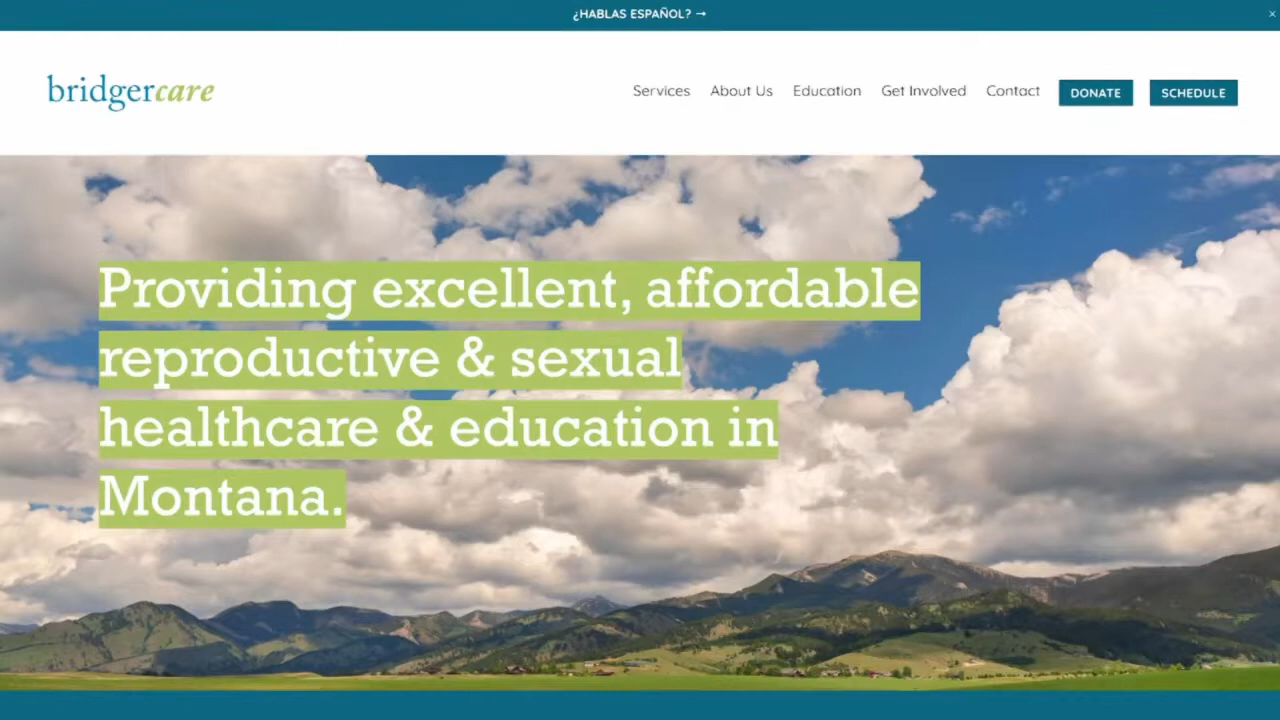 ¿HABLAS ESPAÑOL? →
×
bridgercare
Services About Us Education Get Involved Contact DONATE SCHEDULE
Providing excellent, affordable
reproductive & sexual
healthcare & education in
Montana.